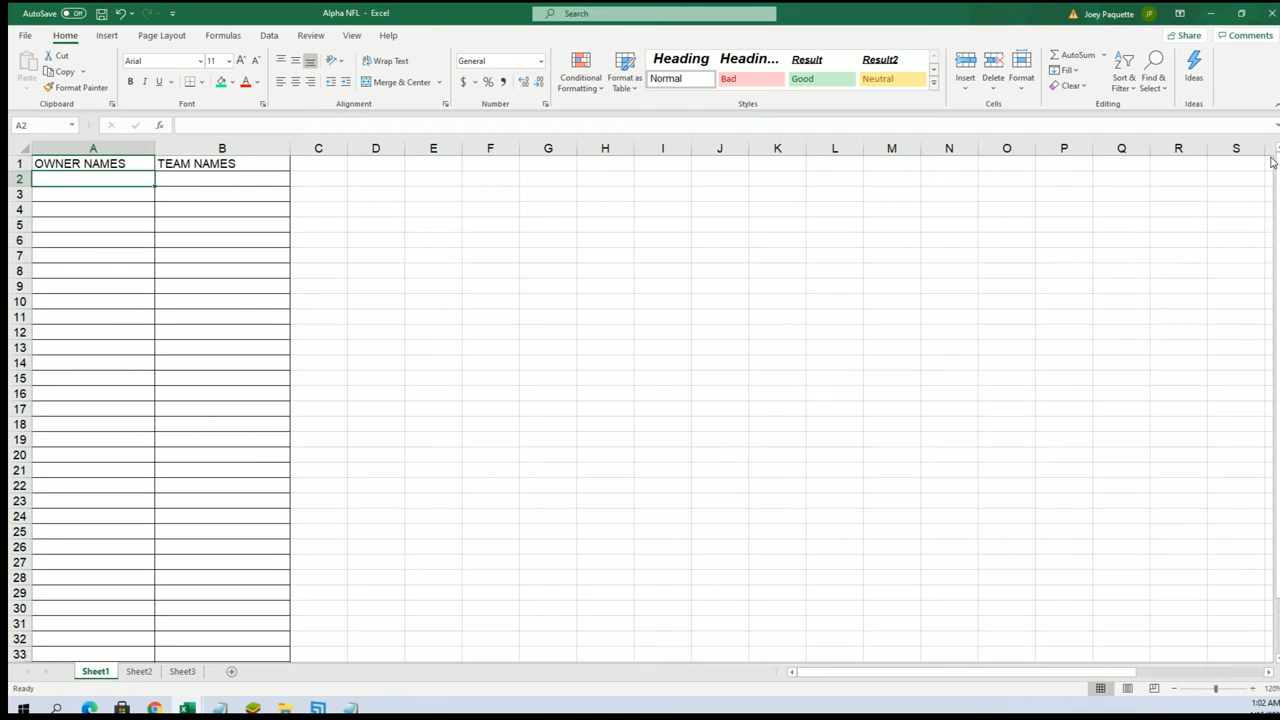 AutoSave Off Alpha NFL - Excel Search Joey Paquette JP
File Home Insert Page Layout Formulas Data Review View Help Share Comments
Cut Arial 11 Wrap Text General Heading Headin... Result Result2 AutoSum
Paste Copy Conditional Formatting Format as Table Normal Bad Good Neutral Insert Delete Format Fill Sort & Filter Find & Select Ideas
Format Painter B I U Merge & Center $ % Clear
Clipboard Font Alignment Number Styles Cells Editing Ideas
A2 fx
A B C D E F G H I J K L M N O P Q R S
1 OWNER NAMES TEAM NAMES
2
3
4
5
6
7
8
9
10
11
12
13
14
15
16
17
18
19
20
21
22
23
24
25
26
27
28
29
30
31
32
33
Sheet1 Sheet2 Sheet3
Ready 120%
1:02 AM